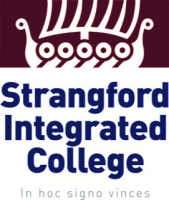 Strangford
Integrated
College
In hoc signo vinces